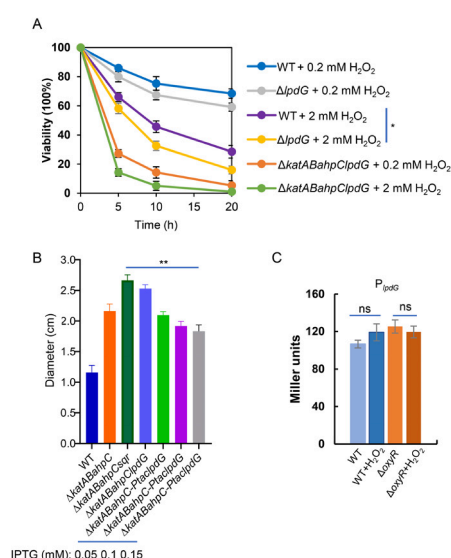 A
Viability (100%)
100
80
60
40
20
0
0 5 10 15 20
Time (h)
WT + 0.2 mM H₂O₂
ΔlpdG + 0.2 mM H₂O₂
WT + 2 mM H₂O₂
ΔlpdG + 2 mM H₂O₂
*
ΔkatABahpClpdG + 0.2 mM H₂O₂
ΔkatABahpClpdG + 2 mM H₂O₂
B
Diameter (cm)
3.0
2.5
2.0
1.5
1.0
0.5
0.0
**
WT
ΔkatABahpC
ΔkatABahpCsqr
ΔkatABahpClpdG
ΔkatABahpC-PtaclpdG
ΔkatABahpC-PtaclpdG
ΔkatABahpC-PtaclpdG
IPTG (mM): 0.05 0.1 0.15
C
PlpdG
Miller units
160
120
80
40
0
ns ns
WT
WT+H₂O₂
ΔoxyR
ΔoxyR+H₂O₂